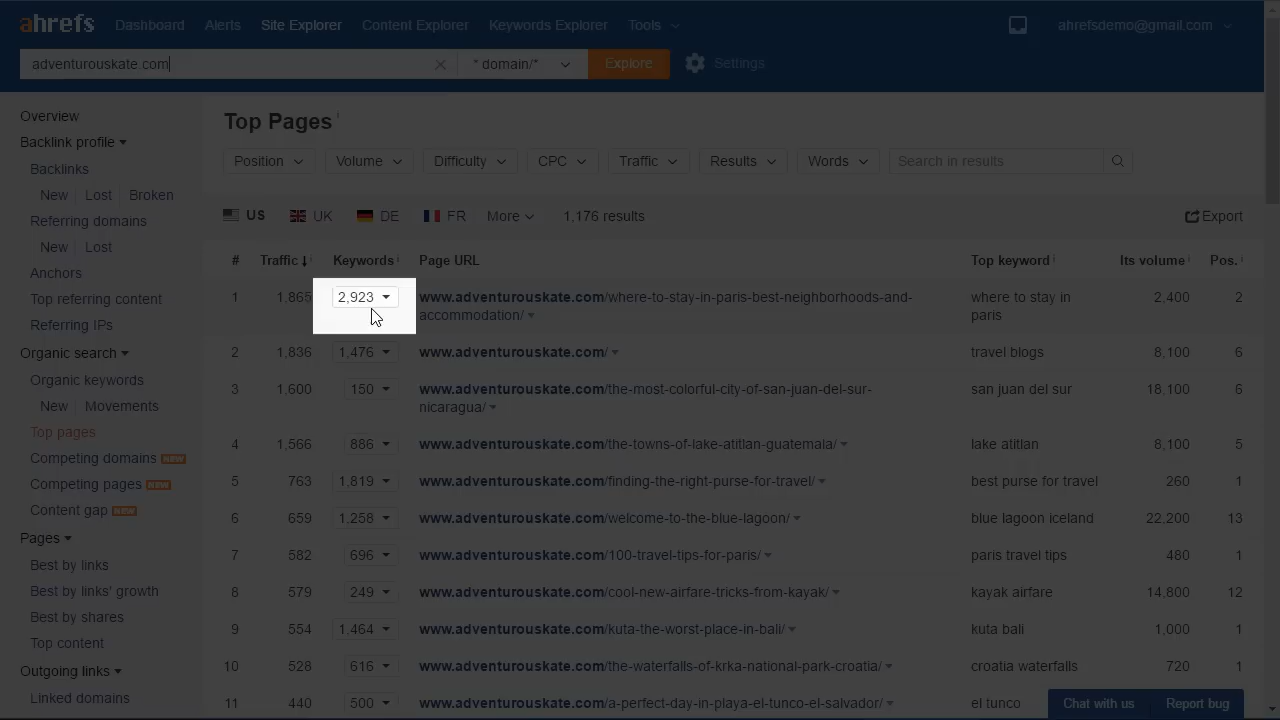 ahrefs Dashboard Alerts Site Explorer Content Explorer Keywords Explorer Tools ahrefsdemo@gmail.com
adventurouskate.com * domain/* Explore Settings
Overview
Backlink profile
Backlinks
New Lost Broken
Referring domains
New Lost
Anchors
Top referring content
Referring IPs
Organic search
Organic keywords
New Movements
Top pages
Competing domains NEW
Competing pages NEW
Content gap NEW
Pages
Best by links
Best by links' growth
Best by shares
Top content
Outgoing links
Linked domains
Top Pages i
Position Volume Difficulty CPC Traffic Results Words Search in results
US UK DE FR More 1,176 results Export
# Traffic ↓ i Keywords i Page URL Top keyword i Its volume i Pos. i
1 1,865 2,923 www.adventurouskate.com/where-to-stay-in-paris-best-neighborhoods-and- where to stay in 2,400 2
accommodation/ paris
2 1,836 1,476 www.adventurouskate.com/ travel blogs 8,100 6
3 1,600 150 www.adventurouskate.com/the-most-colorful-city-of-san-juan-del-sur- san juan del sur 18,100 6
nicaragua/
4 1,566 886 www.adventurouskate.com/the-towns-of-lake-atitlan-guatemala/ lake atitlan 8,100 5
5 763 1,819 www.adventurouskate.com/finding-the-right-purse-for-travel/ best purse for travel 260 1
6 659 1,258 www.adventurouskate.com/welcome-to-the-blue-lagoon/ blue lagoon iceland 22,200 13
7 582 696 www.adventurouskate.com/100-travel-tips-for-paris/ paris travel tips 480 1
8 579 249 www.adventurouskate.com/cool-new-airfare-tricks-from-kayak/ kayak airfare 14,800 12
9 554 1,464 www.adventurouskate.com/kuta-the-worst-place-in-bali/ kuta bali 1,000 1
10 528 616 www.adventurouskate.com/the-waterfalls-of-krka-national-park-croatia/ croatia waterfalls 720 1
11 440 500 www.adventurouskate.com/a-perfect-day-in-playa-el-tunco-el-salvador/ el tunco
Chat with us Report bug